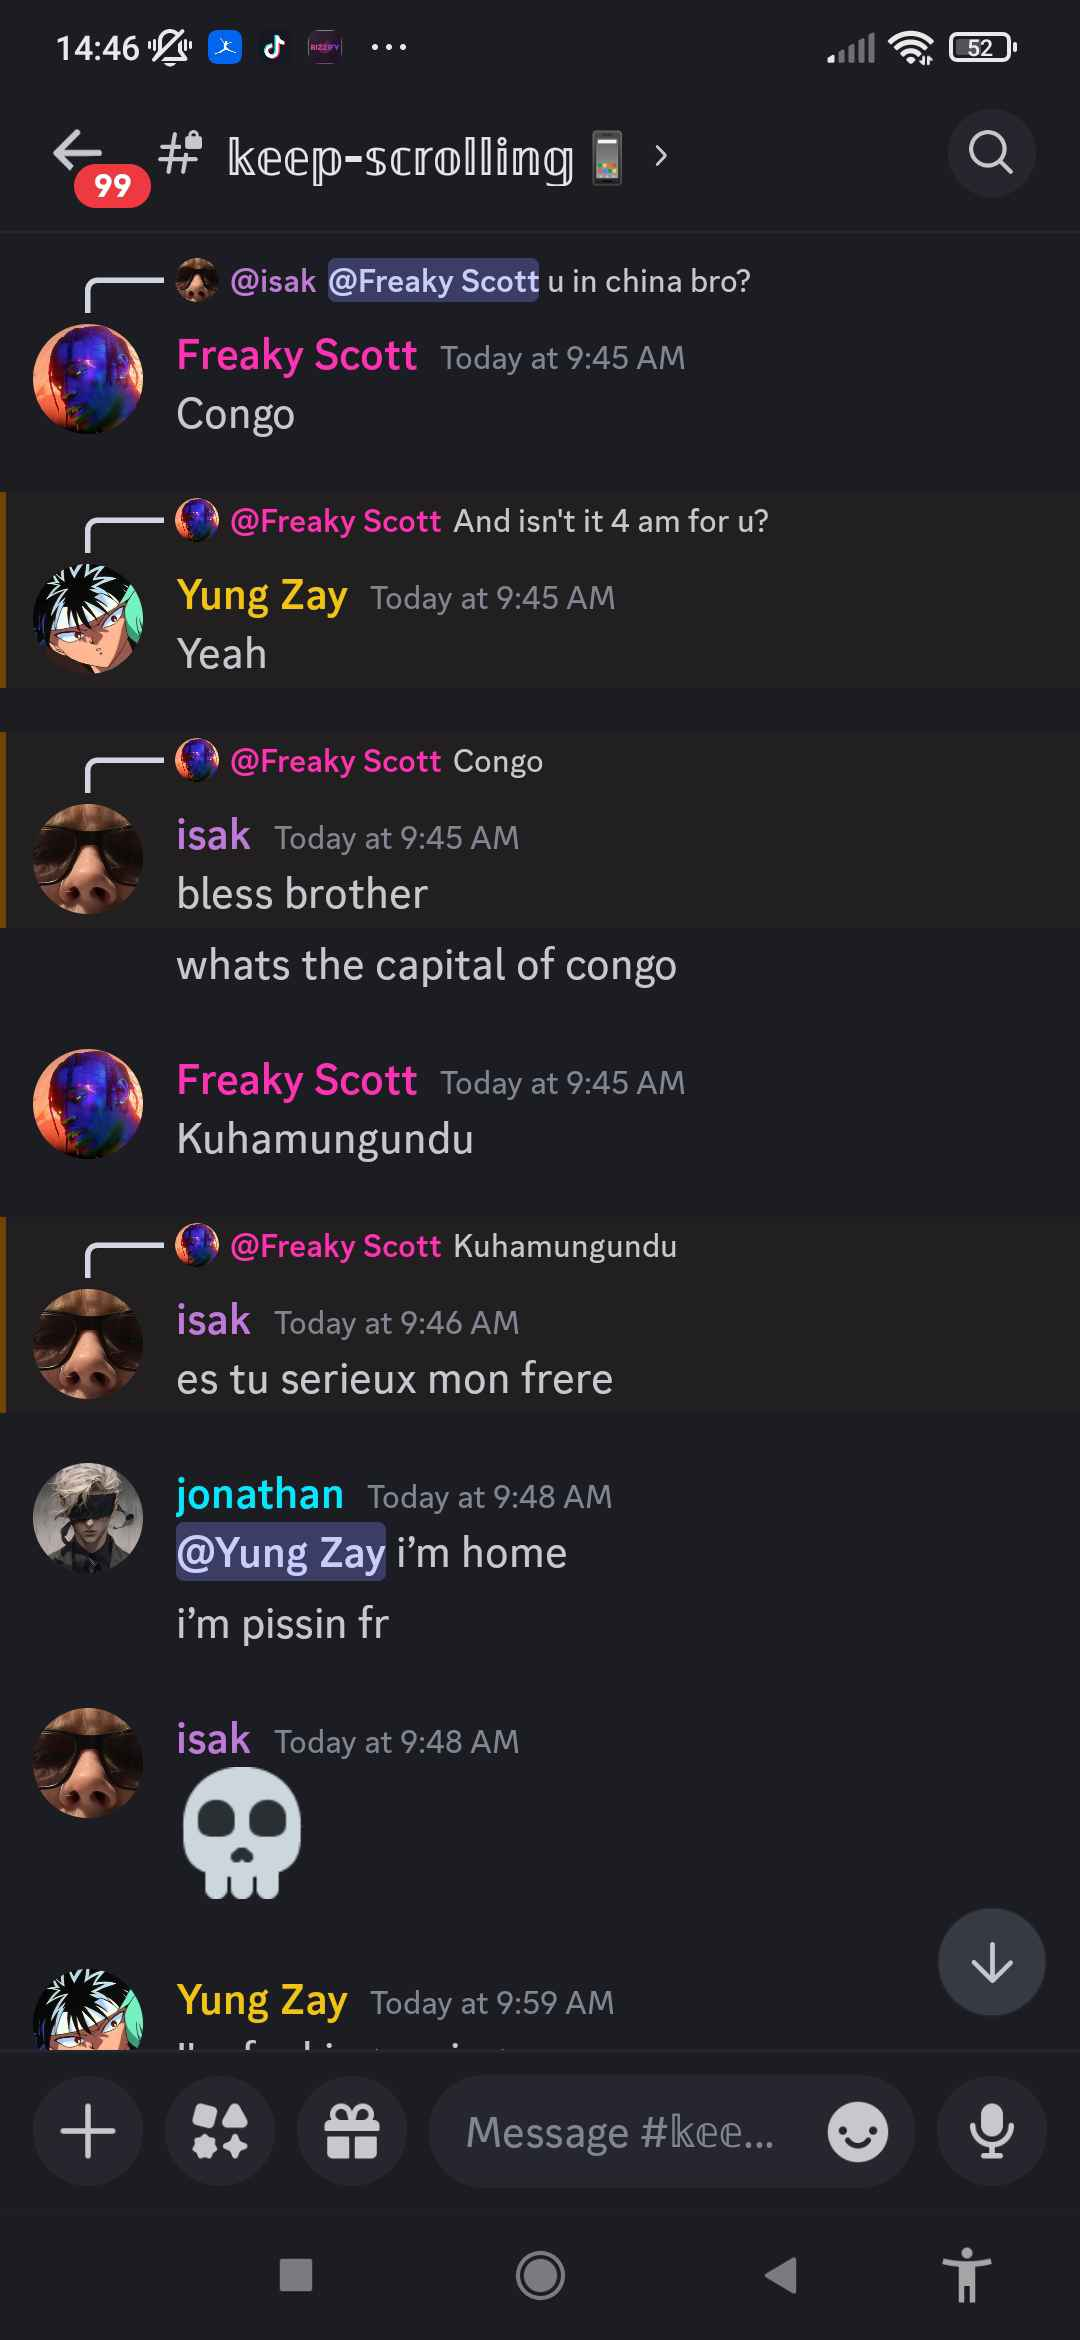 14:46
RIZZIFY
52
99
# 𝕜𝕖𝕖𝕡-𝕤𝕔𝕣𝕠𝕝𝕝𝕚𝕟𝕘📱 ›
@isak @Freaky Scott u in china bro?
Freaky Scott Today at 9:45 AM
Congo
@Freaky Scott And isn't it 4 am for u?
Yung Zay Today at 9:45 AM
Yeah
@Freaky Scott Congo
isak Today at 9:45 AM
bless brother
whats the capital of congo
Freaky Scott Today at 9:45 AM
Kuhamungundu
@Freaky Scott Kuhamungundu
isak Today at 9:46 AM
es tu serieux mon frere
jonathan Today at 9:48 AM
@Yung Zay i’m home
i’m pissin fr
isak Today at 9:48 AM
💀
Yung Zay Today at 9:59 AM
Message #𝕜𝕖𝕖...